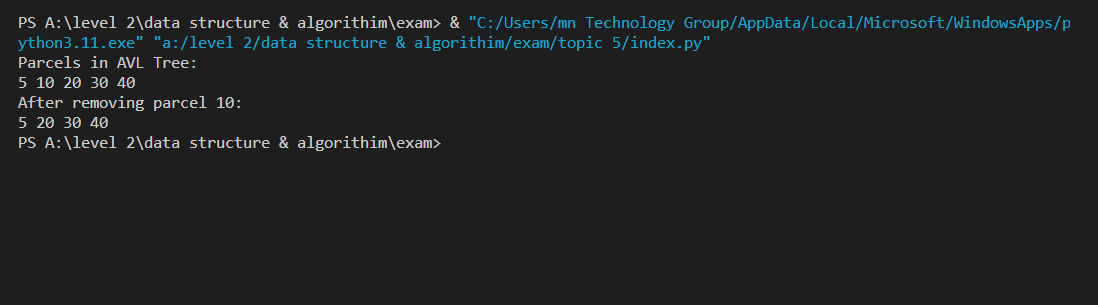 PS A:\level 2\data structure & algorithim\exam> & "C:/Users/mn Technology Group/AppData/Local/Microsoft/WindowsApps/p
ython3.11.exe" "a:/level 2/data structure & algorithim/exam/topic 5/index.py"
Parcels in AVL Tree:
5 10 20 30 40
After removing parcel 10:
5 20 30 40
PS A:\level 2\data structure & algorithim\exam>